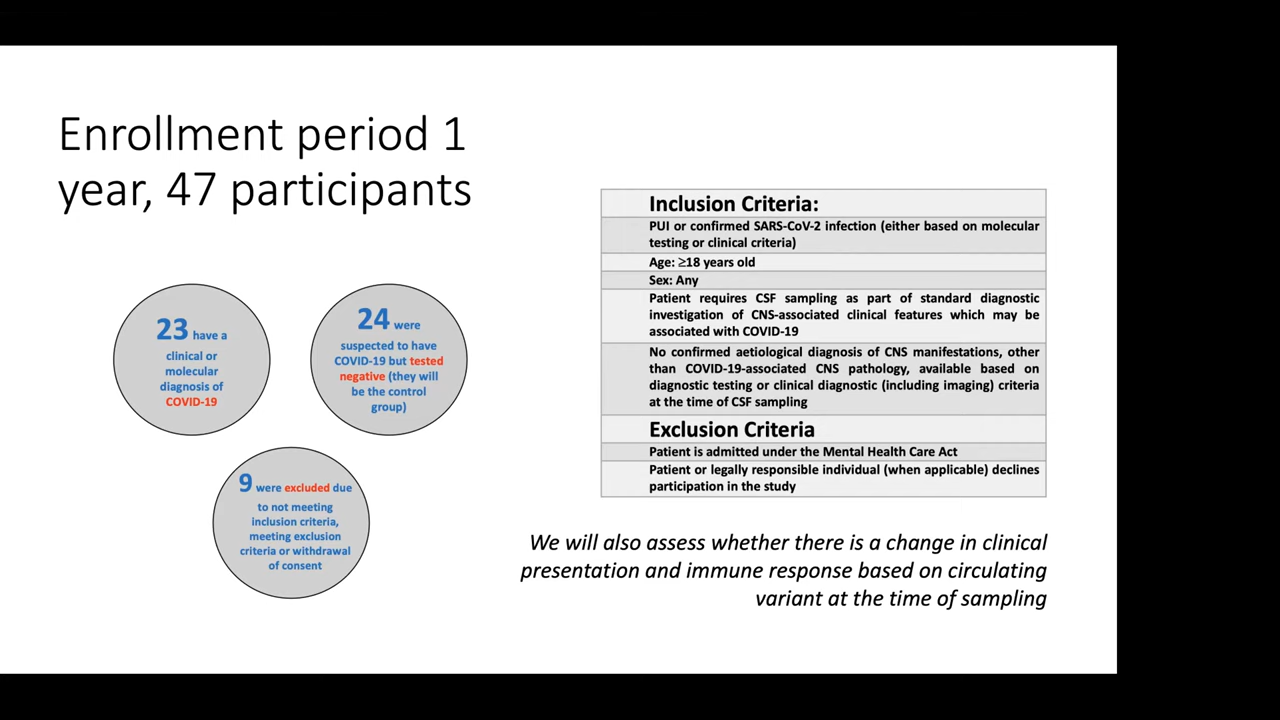 Enrollment period 1
year, 47 participants
23 have a
clinical or
molecular
diagnosis of
COVID-19
24 were
suspected to have
COVID-19 but tested
negative (they will
be the control
group)
9 were excluded due
to not meeting
inclusion criteria,
meeting exclusion
criteria or withdrawal
of consent
Inclusion Criteria:
PUI or confirmed SARS-CoV-2 infection (either based on molecular
testing or clinical criteria)
Age: ≥18 years old
Sex: Any
Patient requires CSF sampling as part of standard diagnostic
investigation of CNS-associated clinical features which may be
associated with COVID-19
No confirmed aetiological diagnosis of CNS manifestations, other
than COVID-19-associated CNS pathology, available based on
diagnostic testing or clinical diagnostic (including imaging) criteria
at the time of CSF sampling
Exclusion Criteria
Patient is admitted under the Mental Health Care Act
Patient or legally responsible individual (when applicable) declines
participation in the study
We will also assess whether there is a change in clinical
presentation and immune response based on circulating
variant at the time of sampling